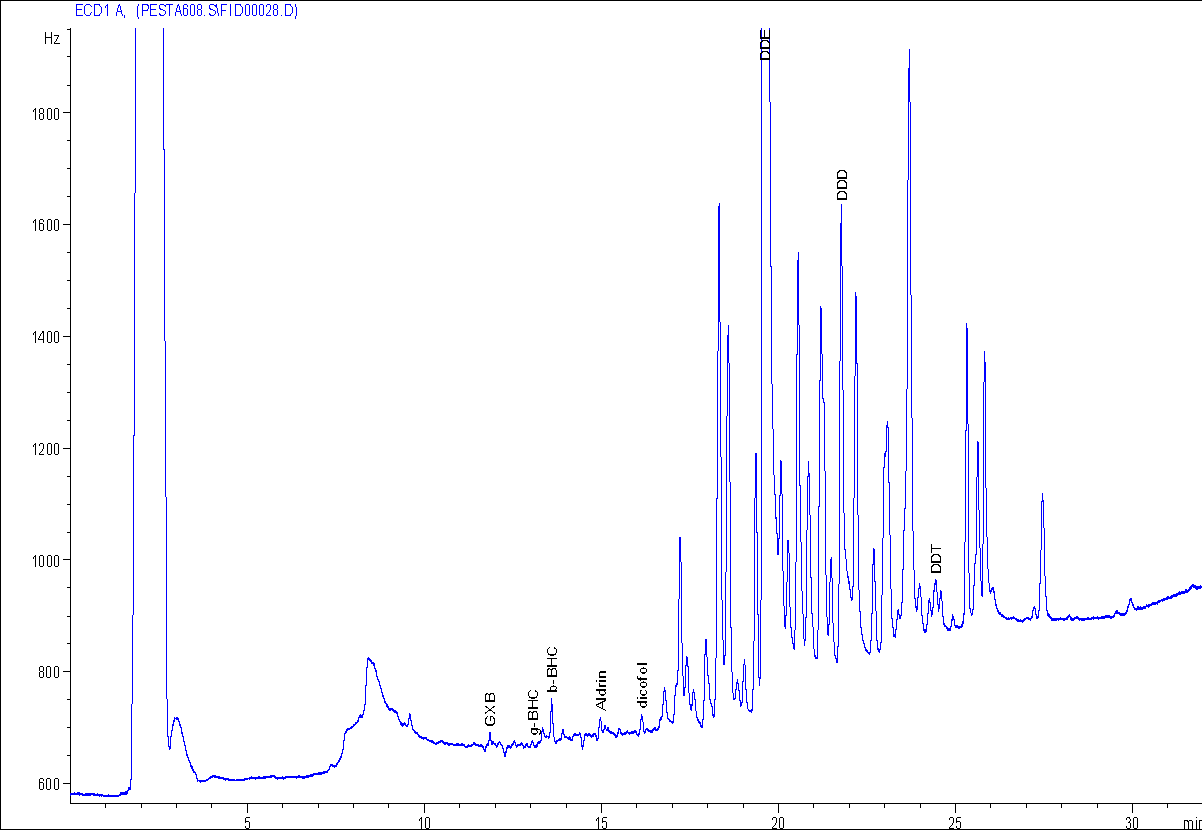 ECD1 A, (PESTA608.S\FID00028.D)
Hz
1800
1600
1400
1200
1000
800
600
GX B
g-BHC
b-BHC
Aldrin
dicofol
DDE
DDD
DDT
5
10
15
20
25
30
min